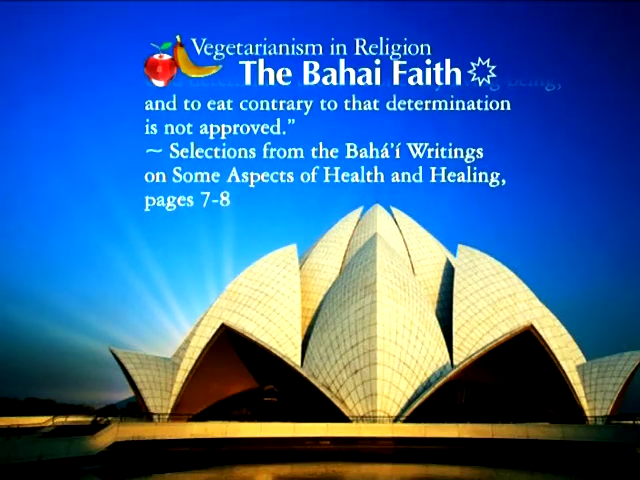 Vegetarianism in Religion
The Bahai Faith
and to eat contrary to that determination
is not approved.”
~ Selections from the Bahá’í Writings
on Some Aspects of Health and Healing,
pages 7-8